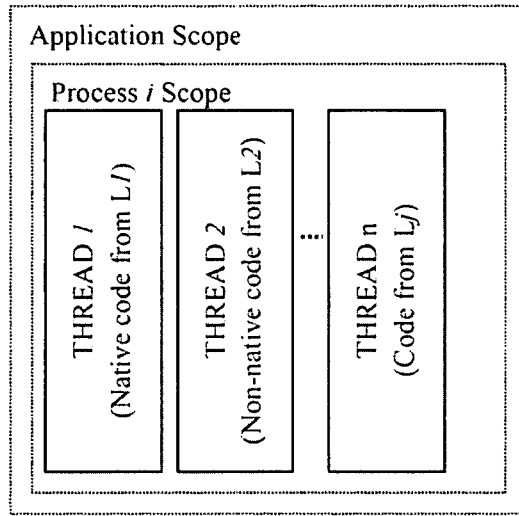 Application Scope
Process i Scope
THREAD 1
(Native code from L1)
THREAD 2
(Non-native code from L2)
THREAD n
(Code from Lj)